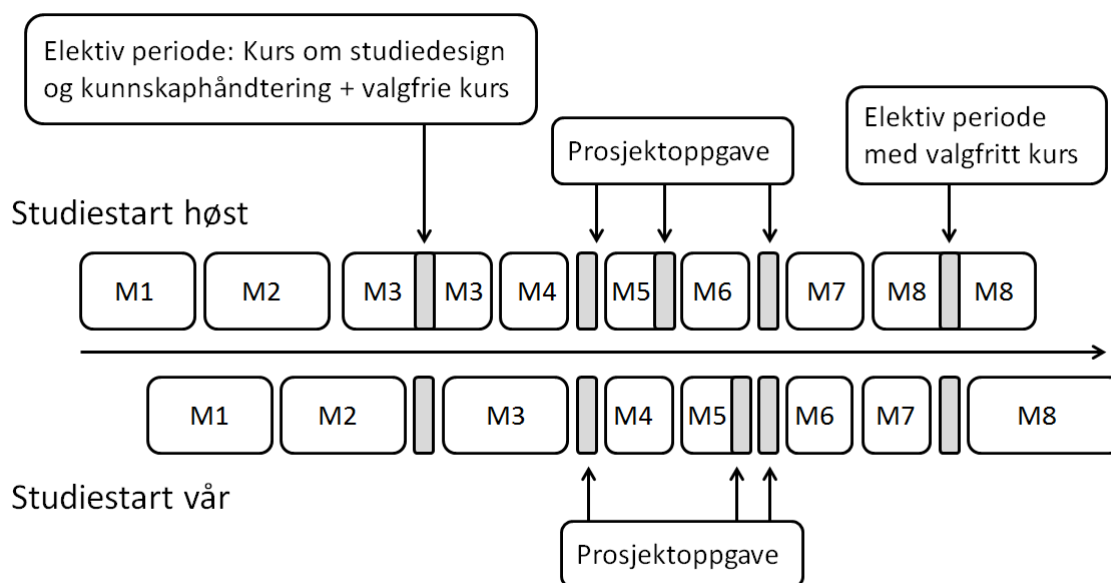 Elektiv periode: Kurs om studiedesign
og kunnskaphåndtering + valgfrie kurs
Prosjektoppgave
Elektiv periode
med valgfritt kurs
Studiestart høst
M1 M2 M3 M3 M4 M5 M6 M7 M8 M8
M1 M2 M3 M4 M5 M6 M7 M8
Studiestart vår
Prosjektoppgave